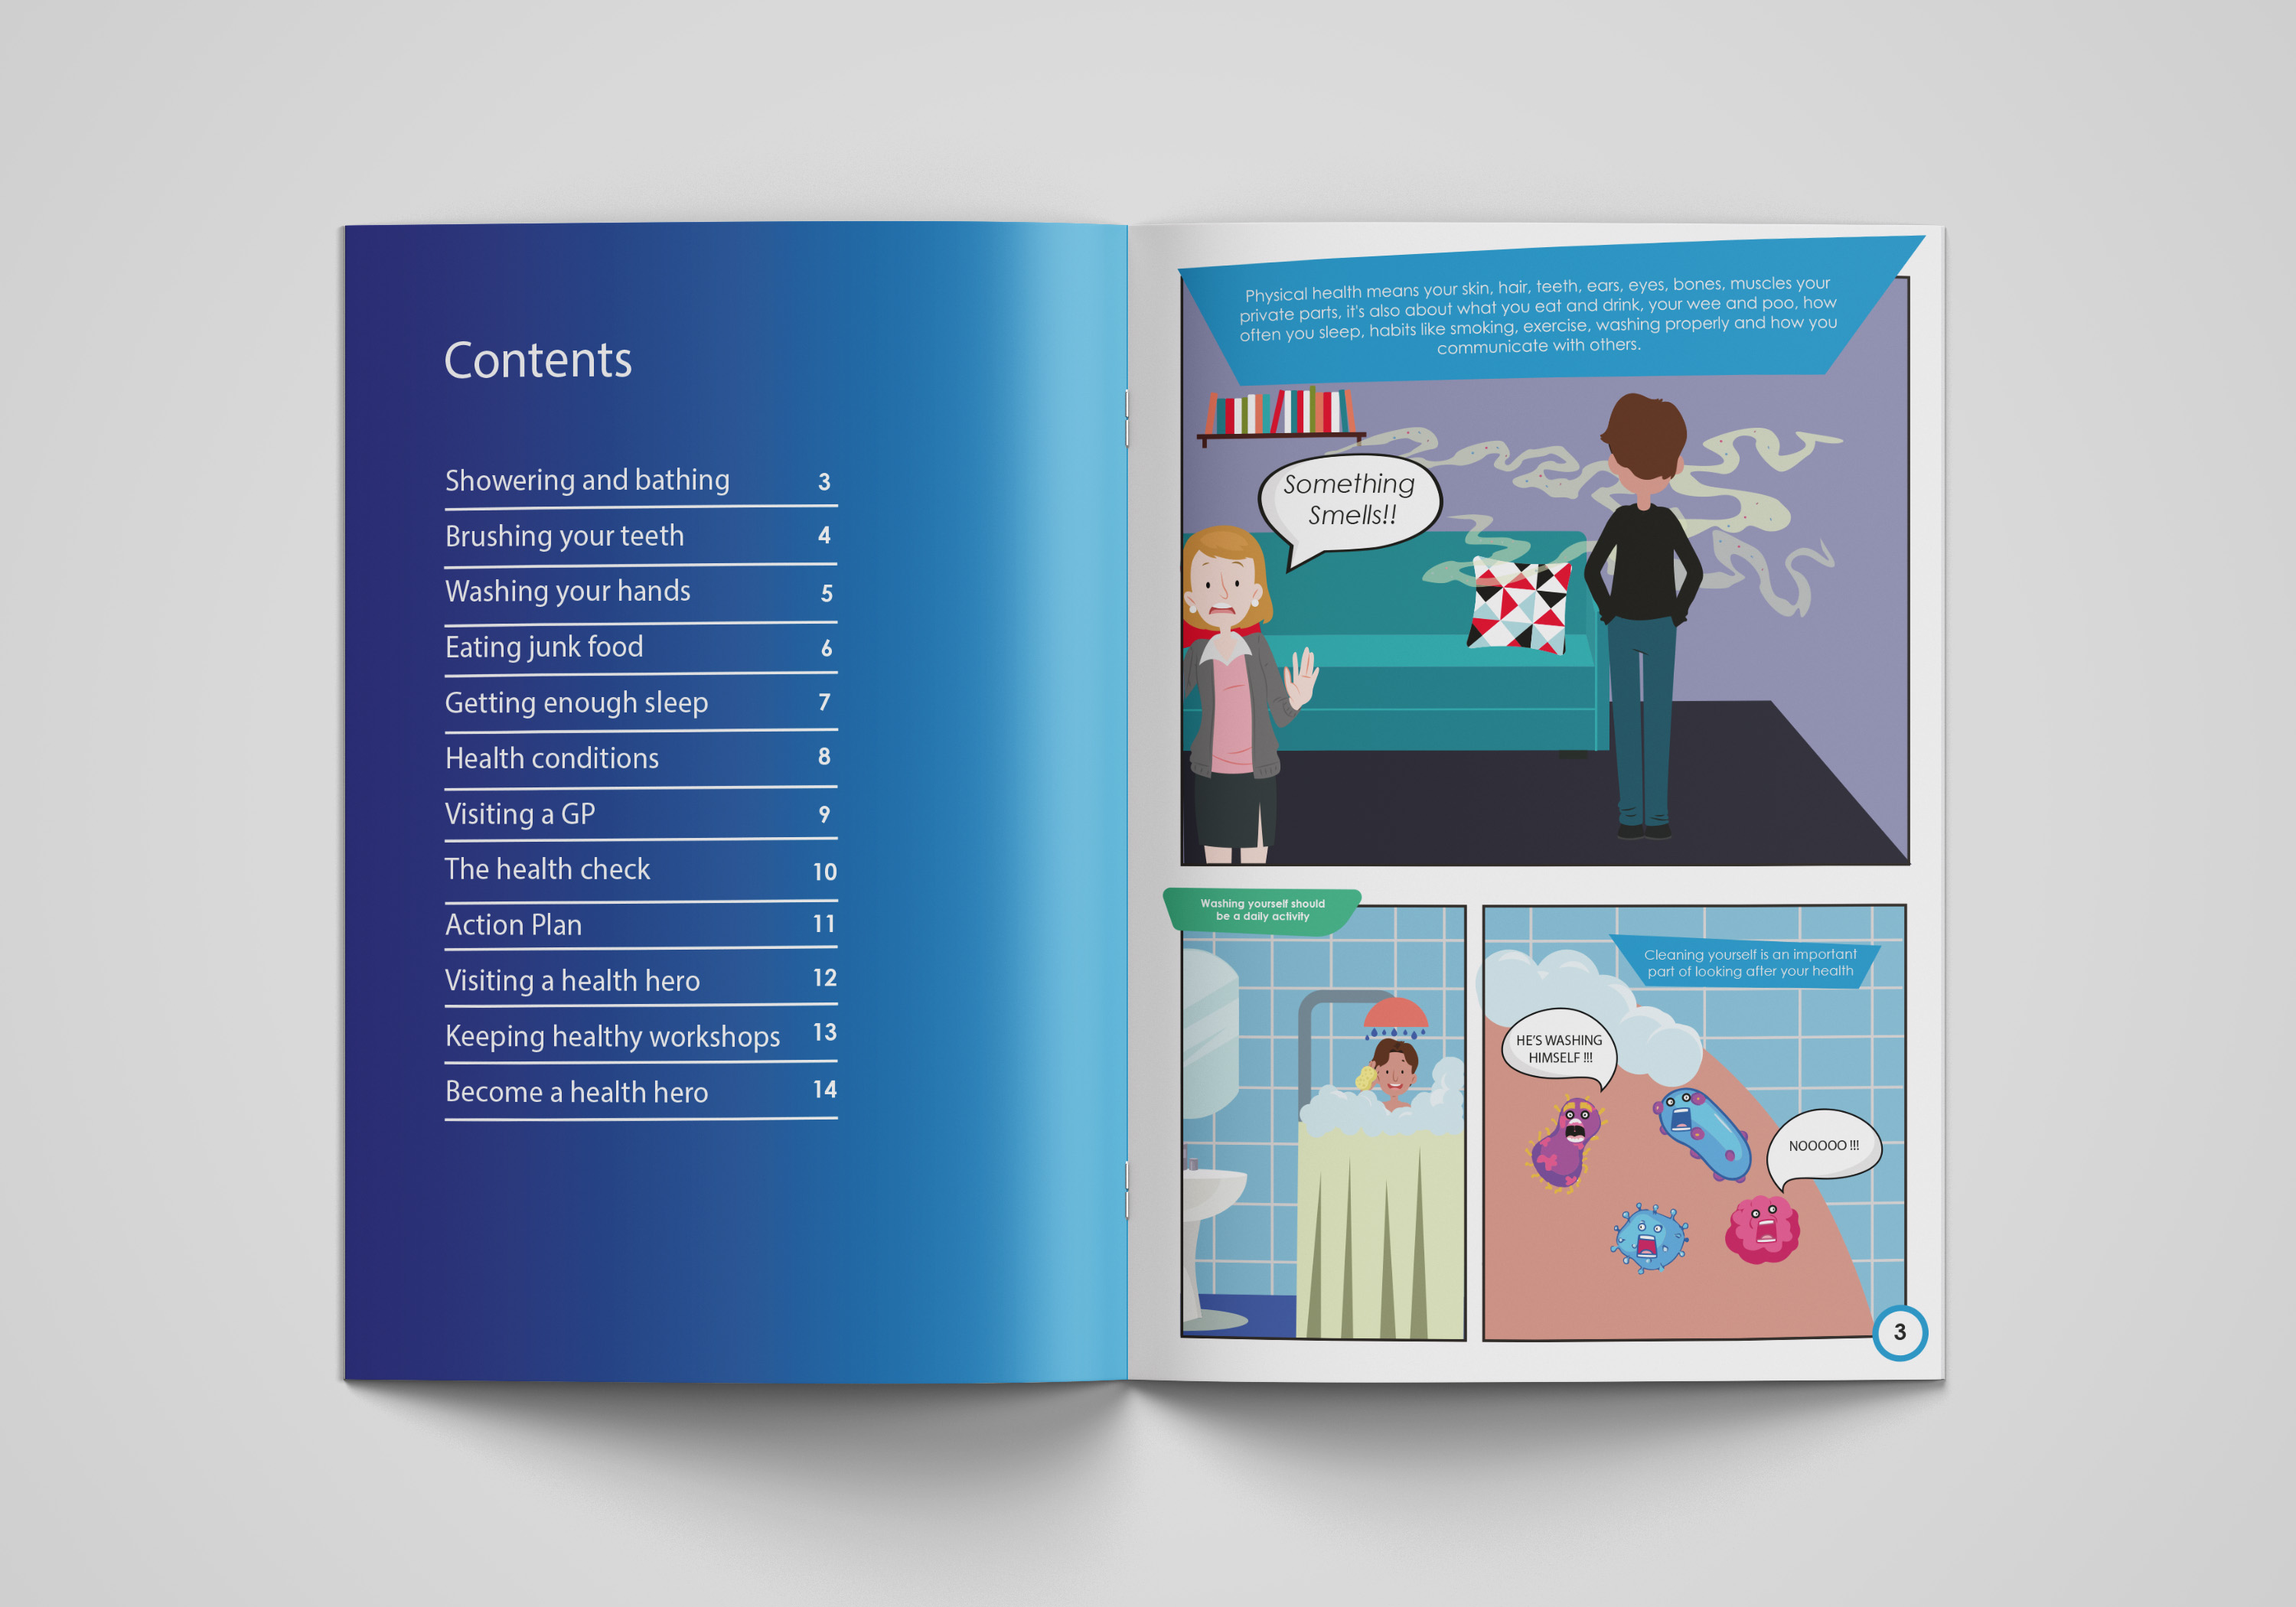 Contents
Showering and bathing 3
Brushing your teeth 4
Washing your hands 5
Eating junk food 6
Getting enough sleep 7
Health conditions 8
Visiting a GP 9
The health check 10
Action Plan 11
Visiting a health hero 12
Keeping healthy workshops 13
Become a health hero 14
Physical health means your skin, hair, teeth, ears, eyes, bones, muscles your
private parts, it's also about what you eat and drink, your wee and poo, how
often you sleep, habits like smoking, exercise, washing properly and how you
communicate with others.
Something
Smells!!
Washing yourself should
be a daily activity
Cleaning yourself is an important
part of looking after your health
HE'S WASHING
HIMSELF !!!
NOOOOO !!!
3